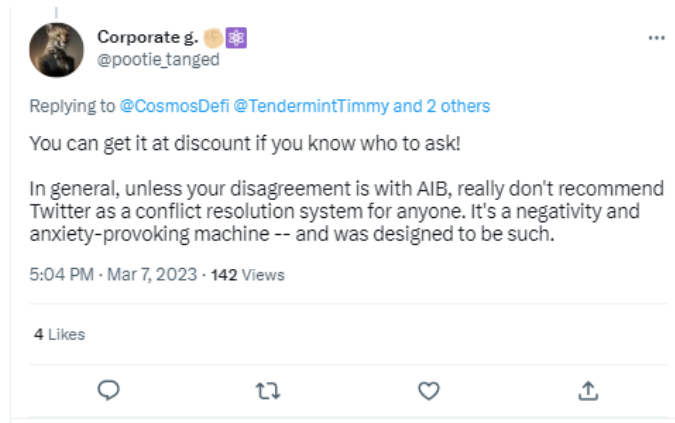 Corporate g. ✊🏼⚛️
@pootie_tanged
Replying to @CosmosDefi @TendermintTimmy and 2 others
You can get it at discount if you know who to ask!
In general, unless your disagreement is with AIB, really don't recommend
Twitter as a conflict resolution system for anyone. It's a negativity and
anxiety-provoking machine -- and was designed to be such.
5:04 PM · Mar 7, 2023 · 142 Views
4 Likes